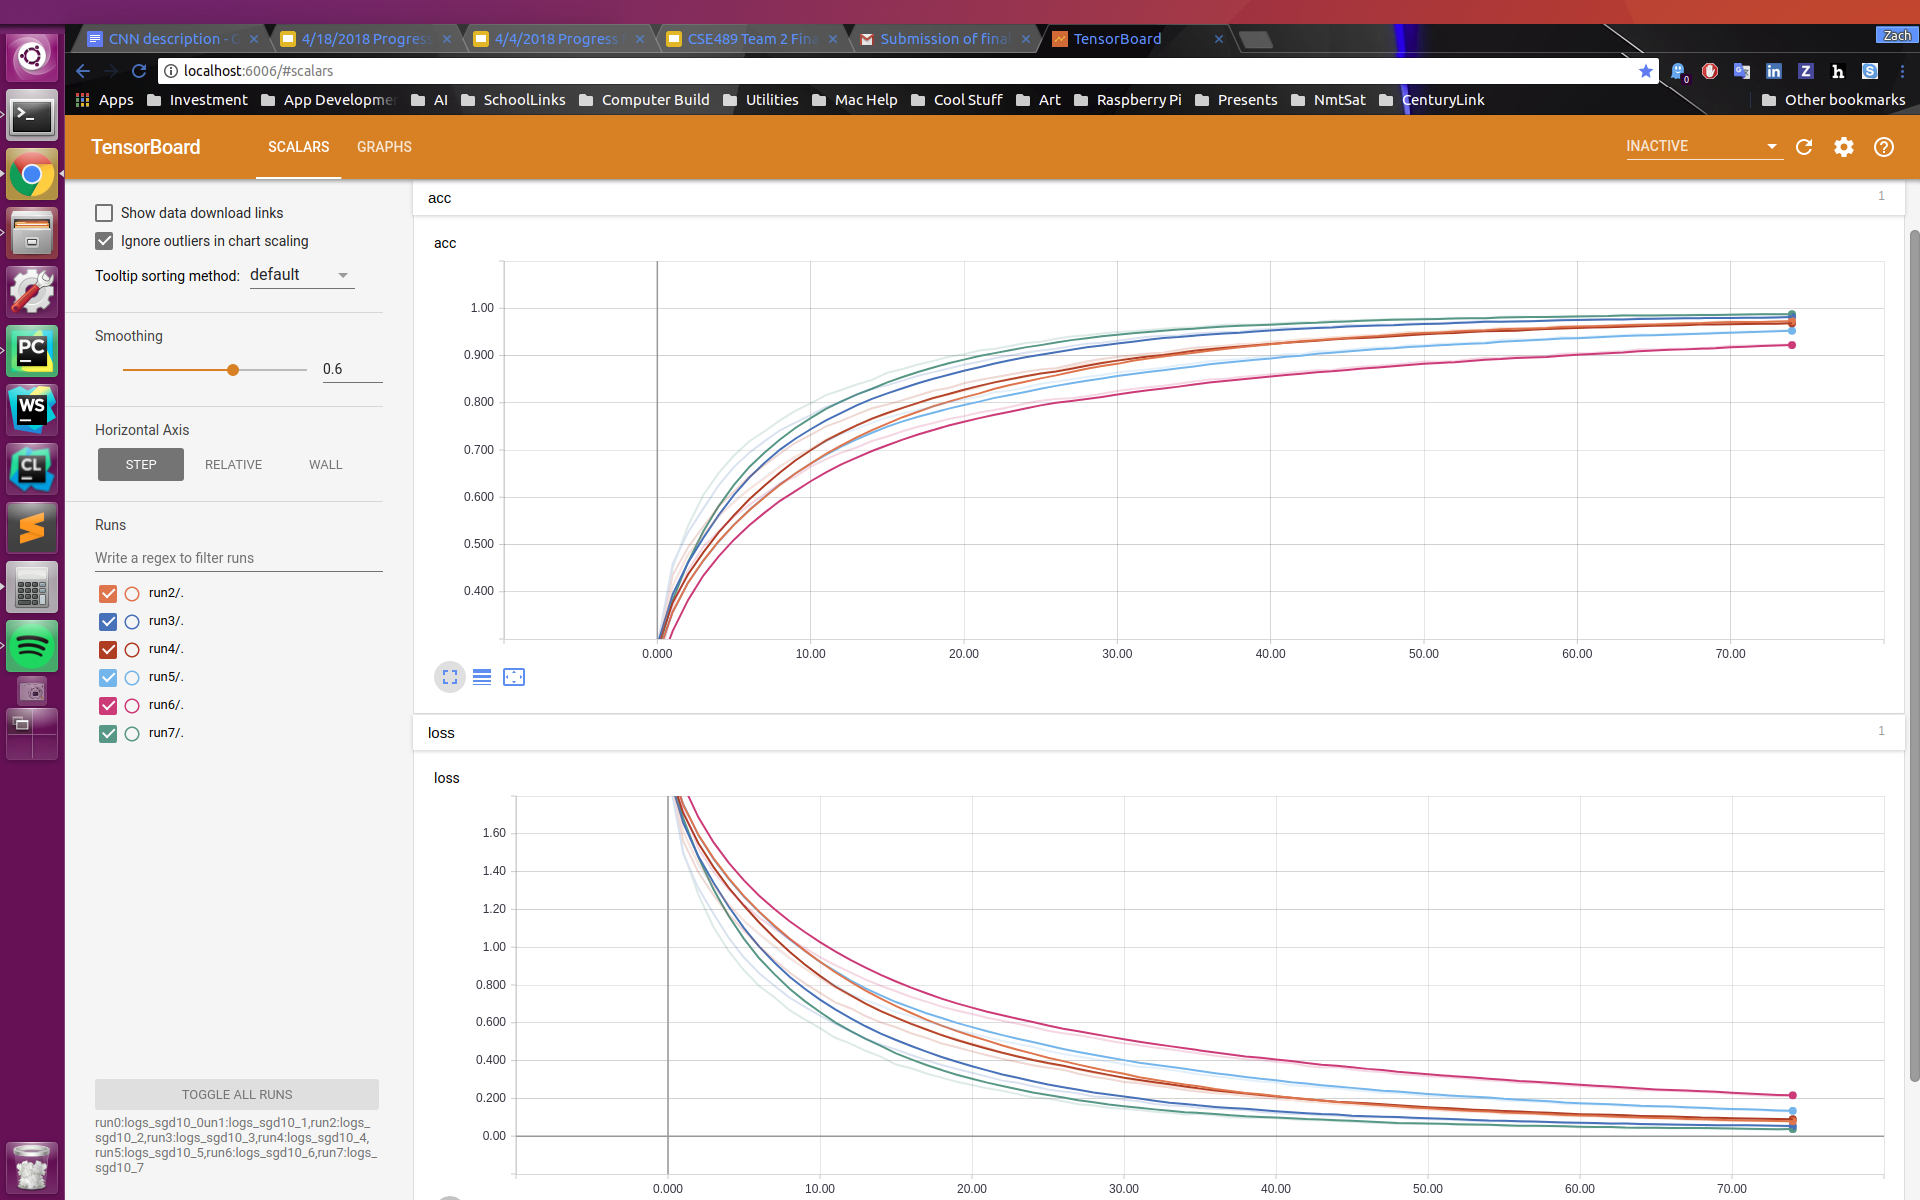 CNN description - C
4/18/2018 Progres
4/4/2018 Progress
CSE489 Team 2 Fina
Submission of fina
TensorBoard
Zach
localhost:6006/#scalars
Apps
Investment
App Developme
AI
SchoolLinks
Computer Build
Utilities
Mac Help
Cool Stuff
Art
Raspberry Pi
Presents
NmtSat
CenturyLink
Other bookmarks
TensorBoard
SCALARS
GRAPHS
INACTIVE
Show data download links
Ignore outliers in chart scaling
Tooltip sorting method: default
Smoothing
0.6
Horizontal Axis
STEP
RELATIVE
WALL
Runs
Write a regex to filter runs
run2/.
run3/.
run4/.
run5/.
run6/.
run7/.
TOGGLE ALL RUNS
run0:logs_sgd10_0un1:logs_sgd10_1,run2:logs_
sgd10_2,run3:logs_sgd10_3,run4:logs_sgd10_4,
run5:logs_sgd10_5,run6:logs_sgd10_6,run7:logs_
sgd10_7
acc
1
acc
1.00
0.900
0.800
0.700
0.600
0.500
0.400
0.000 10.00 20.00 30.00 40.00 50.00 60.00 70.00
loss
1
loss
1.60
1.40
1.20
1.00
0.800
0.600
0.400
0.200
0.00
0.000 10.00 20.00 30.00 40.00 50.00 60.00 70.00
PC
WS
CL